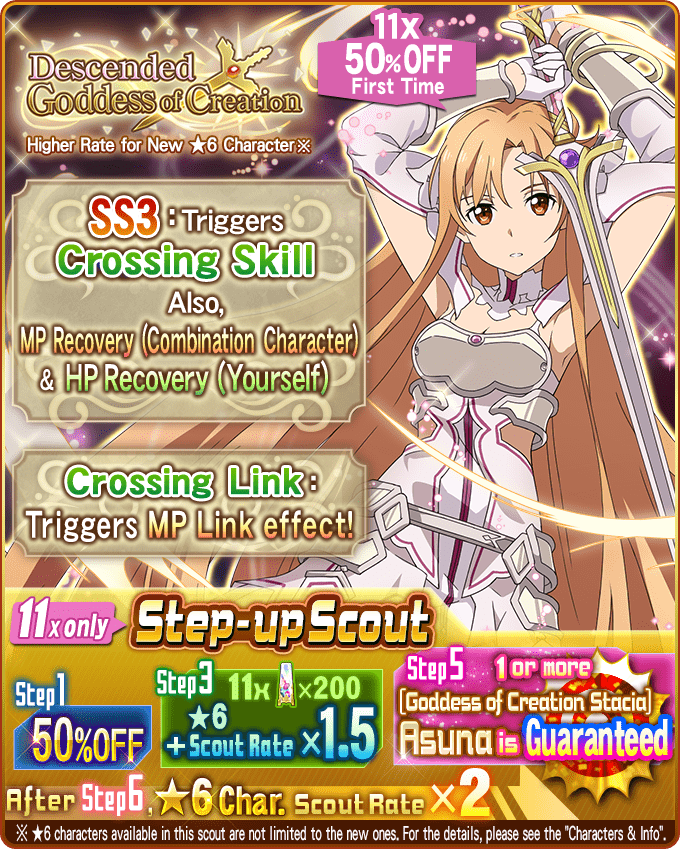 11x
50%OFF
First Time
Descended
Goddess of Creation
Higher Rate for New ★6 Character※
SS3 : Triggers
Crossing Skill
Also,
MP Recovery (Combination Character)
& HP Recovery (Yourself)
Crossing Link :
Triggers MP Link effect!
11x only Step-up Scout
Step1
50%OFF
Step3 11x ×200
★6
+Scout Rate ×1.5
Step5 1 or more
[Goddess of Creation Stacia]
Asuna is Guaranteed
After Step6, ★6 Char. Scout Rate ×2
※ ★6 characters available in this scout are not limited to the new ones. For the details, please see the "Characters & Info".